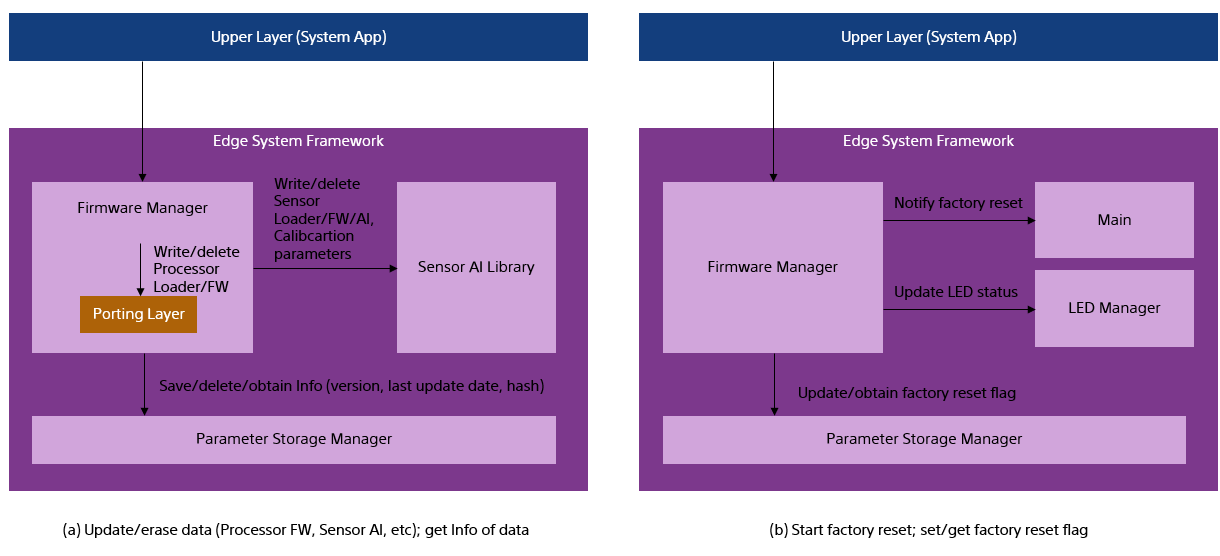 Upper Layer (System App)
Edge System Framework
Firmware Manager
Write/delete
Processor
Loader/FW
Porting Layer
Write/delete
Sensor
Loader/FW/AI,
Calibcartion
parameters
Sensor AI Library
Save/delete/obtain Info (version, last update date, hash)
Parameter Storage Manager
(a) Update/erase data (Processor FW, Sensor AI, etc); get Info of data
Upper Layer (System App)
Edge System Framework
Firmware Manager
Notify factory reset
Main
Update LED status
LED Manager
Update/obtain factory reset flag
Parameter Storage Manager
(b) Start factory reset; set/get factory reset flag